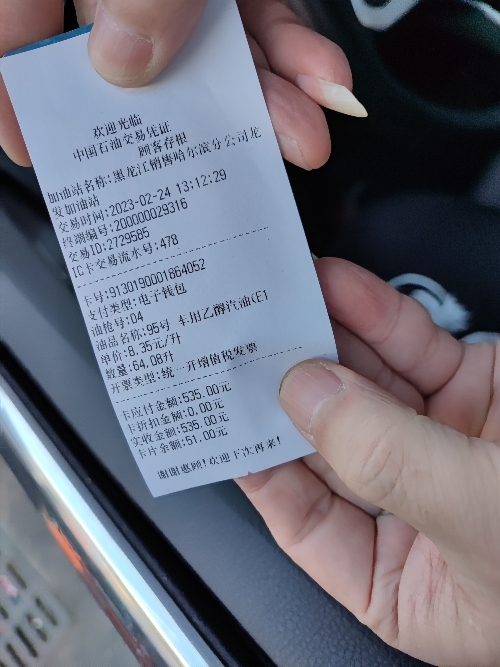 欢迎光临
中国石油交易凭证
顾客存根
加油站名称:黑龙江销售哈尔滨分公司龙
发加油站
交易时间:2023-02-24 13:12:29
终端编号:200000029316
交易ID:2729585
IC卡交易流水号:478
卡号:9130190001864052
支付类型:电子钱包
油枪号:04
油品名称:95号 车用乙醇汽油(E1
单价:8.35元/升
数量:64.08升
开票类型:统一开增值税发票
卡应付金额:535.00元
卡折扣金额:0.00元
实收金额:535.00元
卡片余额:51.00元
谢谢惠顾!欢迎下次再来!